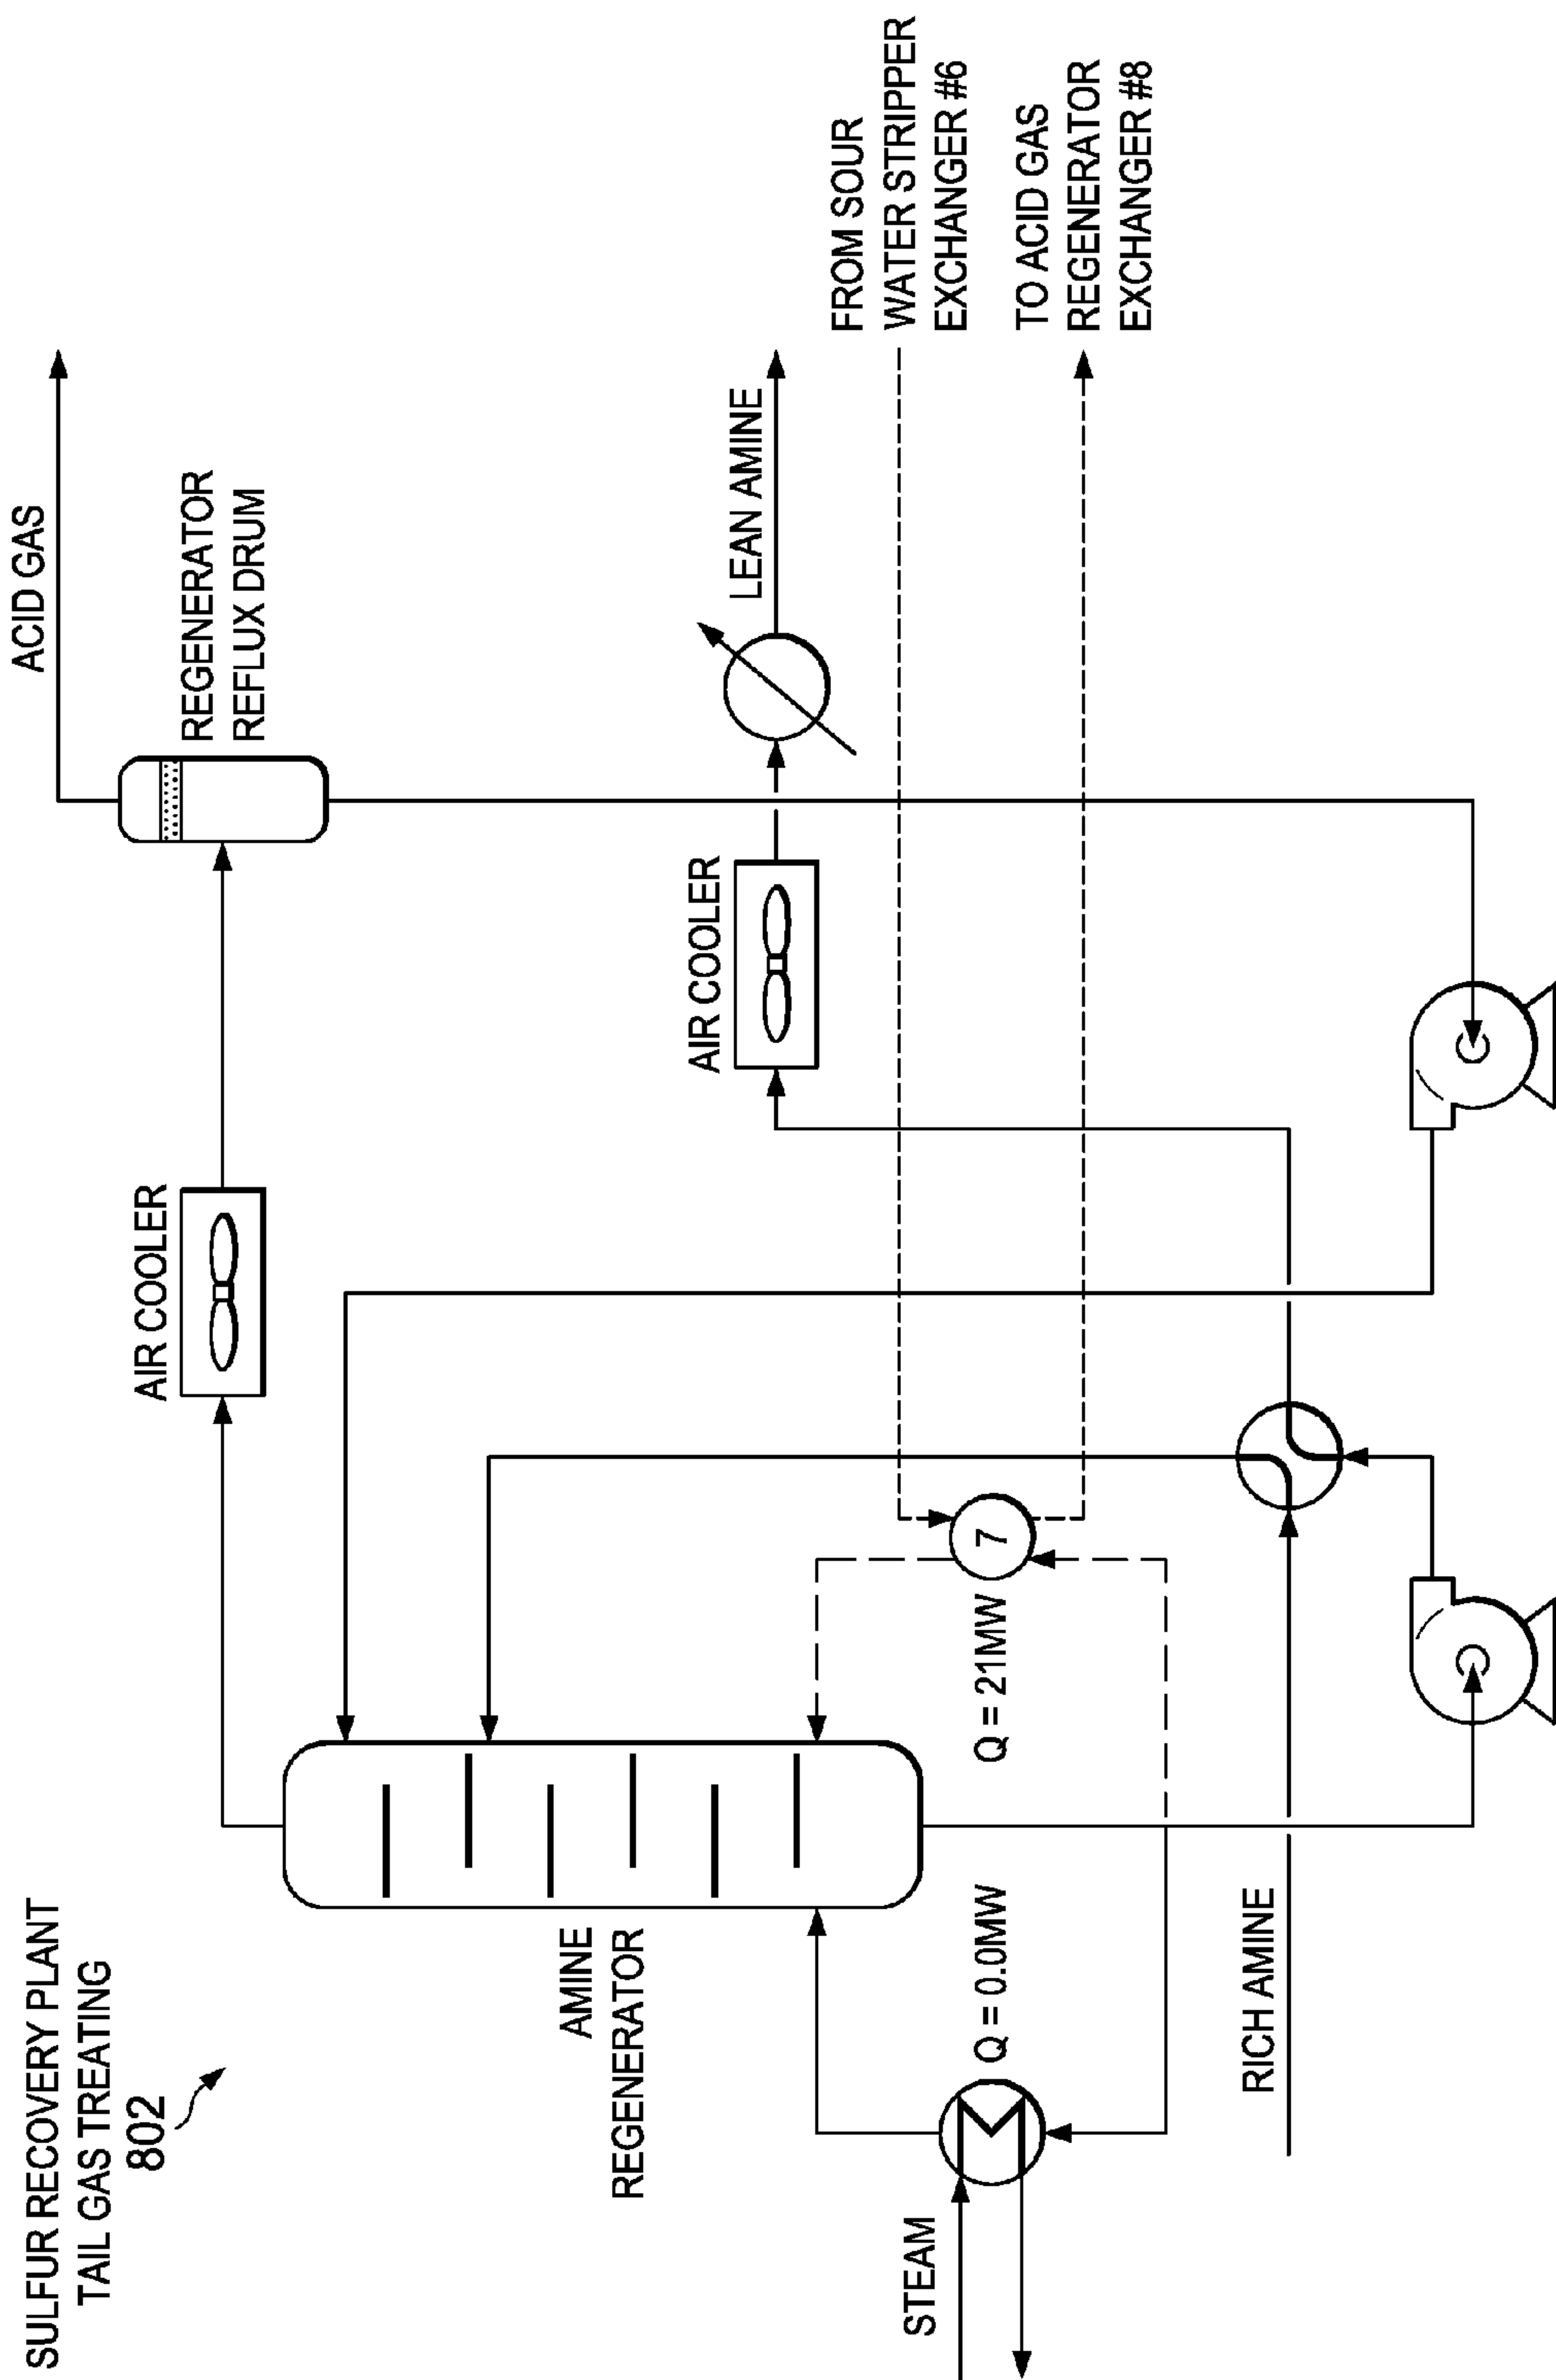 SULFUR RECOVERY PLANT
TAIL GAS TREATING
802
ACID GAS
AIR COOLER
REGENERATOR
REFLUX DRUM
AMINE
REGENERATOR
AIR COOLER
LEAN AMINE
FROM SOUR
WATER STRIPPER
EXCHANGER #6
TO ACID GAS
REGENERATOR
EXCHANGER #8
STEAM
Q = 0.0MW
Q = 21MW
7
RICH AMINE